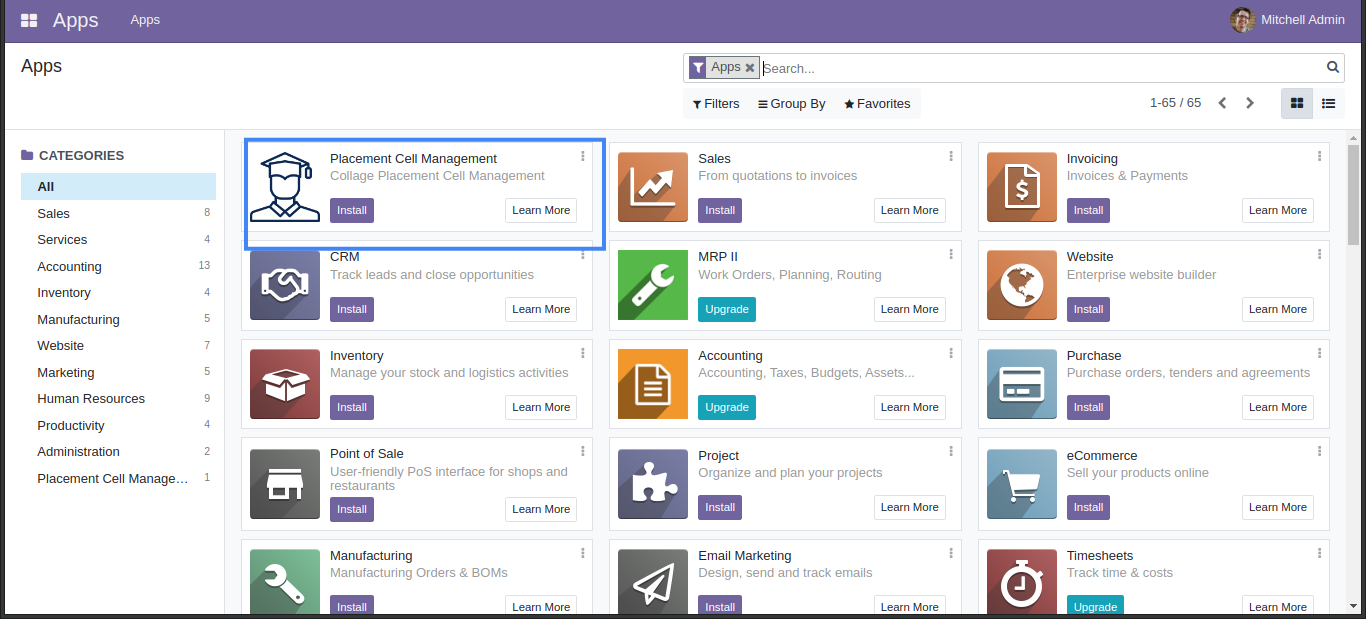 Apps
Apps
Mitchell Admin
Apps
Apps
Search...
Filters
Group By
Favorites
1-65 / 65
CATEGORIES
All
Sales 8
Services 4
Accounting 13
Inventory 4
Manufacturing 5
Website 7
Marketing 5
Human Resources 9
Productivity 4
Administration 2
Placement Cell Manage... 1
Placement Cell Management
Collage Placement Cell Management
Install
Learn More
Sales
From quotations to invoices
Install
Learn More
Invoicing
Invoices & Payments
Install
Learn More
CRM
Track leads and close opportunities
Install
Learn More
MRP II
Work Orders, Planning, Routing
Upgrade
Learn More
Website
Enterprise website builder
Install
Learn More
Inventory
Manage your stock and logistics activities
Install
Learn More
Accounting
Accounting, Taxes, Budgets, Assets...
Upgrade
Learn More
Purchase
Purchase orders, tenders and agreements
Install
Learn More
Point of Sale
User-friendly PoS interface for shops and
restaurants
Install
Learn More
Project
Organize and plan your projects
Install
Learn More
eCommerce
Sell your products online
Install
Learn More
Manufacturing
Manufacturing Orders & BOMs
Install
Learn More
Email Marketing
Design, send and track emails
Install
Learn More
Timesheets
Track time & costs
Upgrade
Learn More